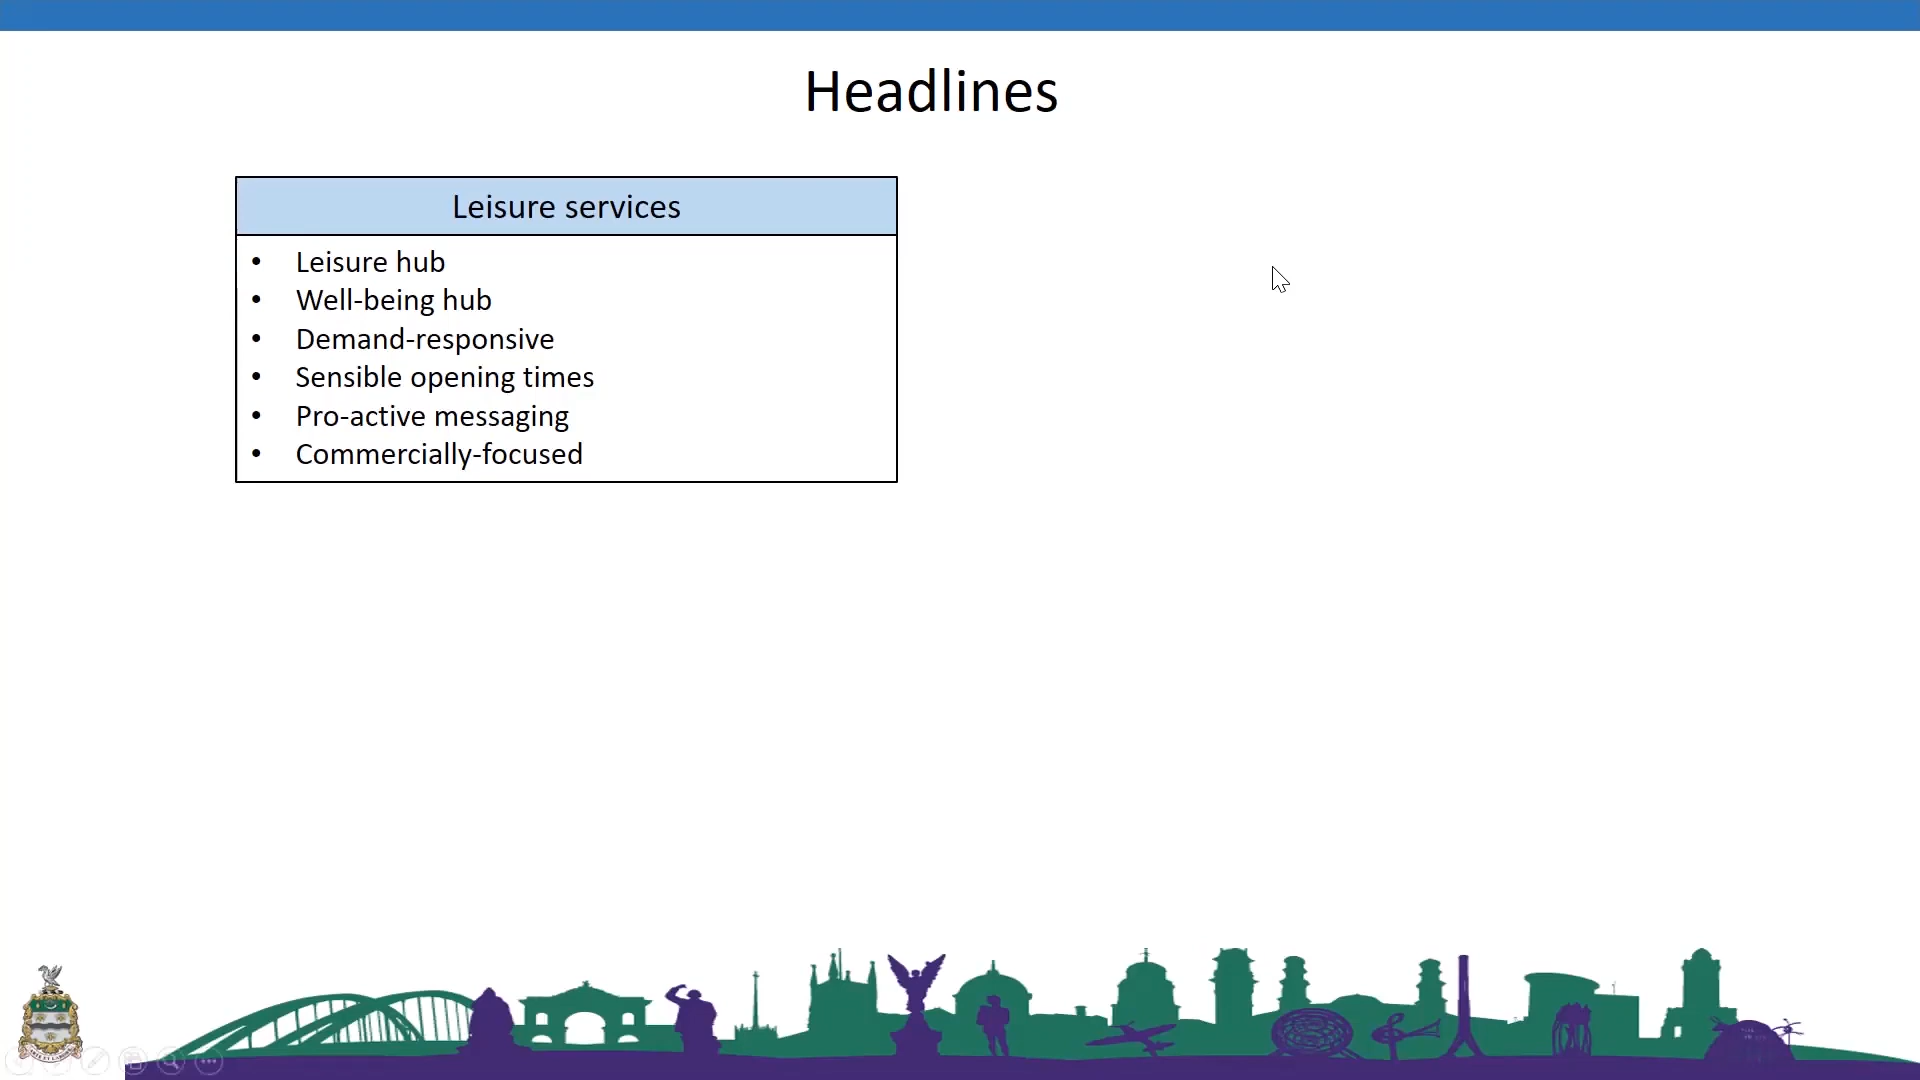 Headlines
Leisure services
• Leisure hub
• Well-being hub
• Demand-responsive
• Sensible opening times
• Pro-active messaging
• Commercially-focused